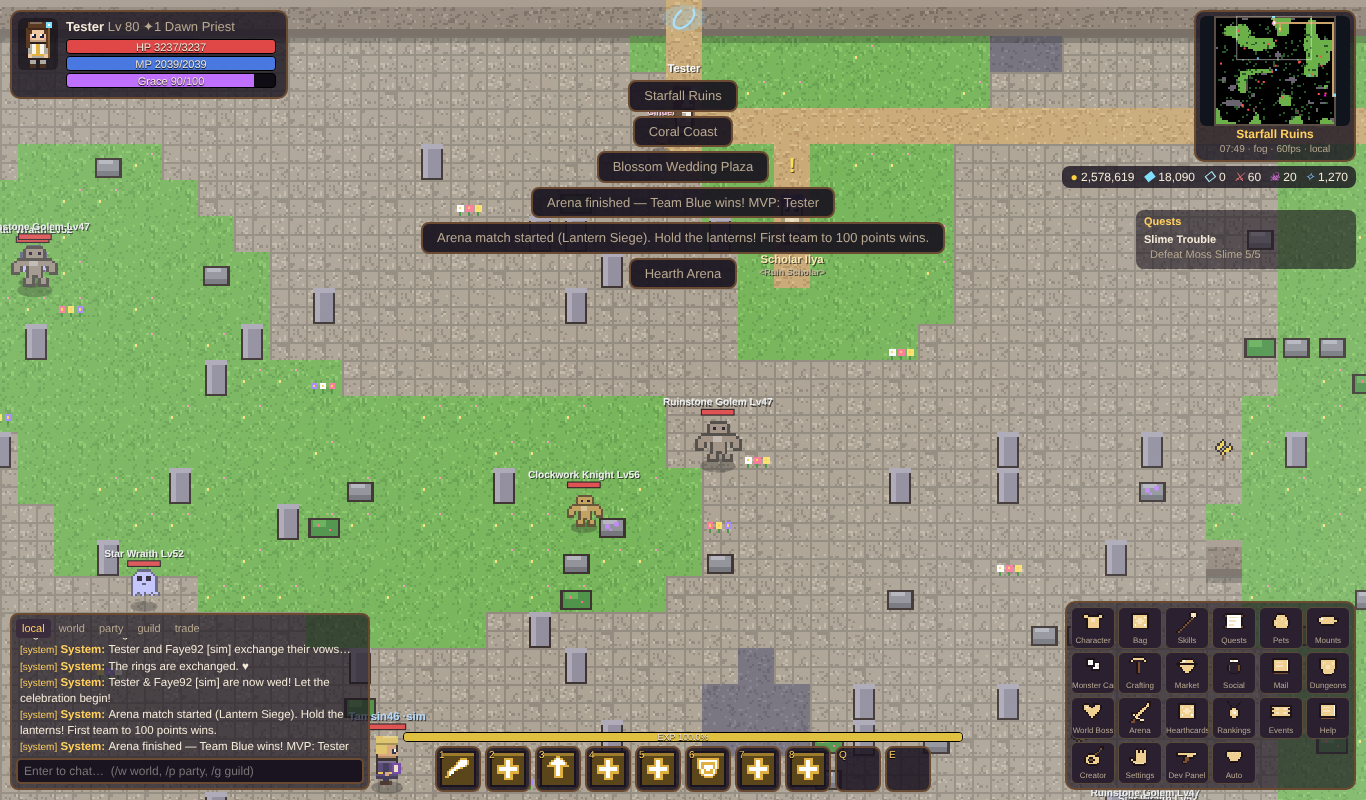 Tester Lv 80 ✦1 Dawn Priest
HP 3237/3237
MP 2039/2039
Grace 90/100
Tester
Starfall Ruins
Coral Coast
Blossom Wedding Plaza
Arena finished — Team Blue wins! MVP: Tester
Arena match started (Lantern Siege). Hold the lanterns! First team to 100 points wins.
Hearth Arena
!
Scholar Ilya
<Ruin Scholar>
Starfall Ruins
07:49 · fog · 60fps · local
2,578,619 18,090 0 60 20 1,270
Quests
Slime Trouble
Defeat Moss Slime 5/5
Ruinstone Golem Lv47
Clockwork Knight Lv56
Star Wraith Lv52
local world party guild trade
[system] System: Tester and Faye92 [sim] exchange their vows…
[system] System: The rings are exchanged. ♥
[system] System: Tester & Faye92 [sim] are now wed! Let the
celebration begin!
[system] System: Arena match started (Lantern Siege). Hold the
lanterns! First team to 100 points wins.
[system] System: Arena finished — Team Blue wins! MVP: Tester
Enter to chat… (/w world, /p party, /g guild)
EXP 100.0%
1 2 3 4 5 6 7 8 Q E
Character Bag Skills Quests Pets Mounts
Monster Ca Crafting Market Social Mail Dungeons
World Boss Arena Hearthcards Rankings Events Help
Creator Settings Dev Panel Auto
Ruinstone Golem Lv47